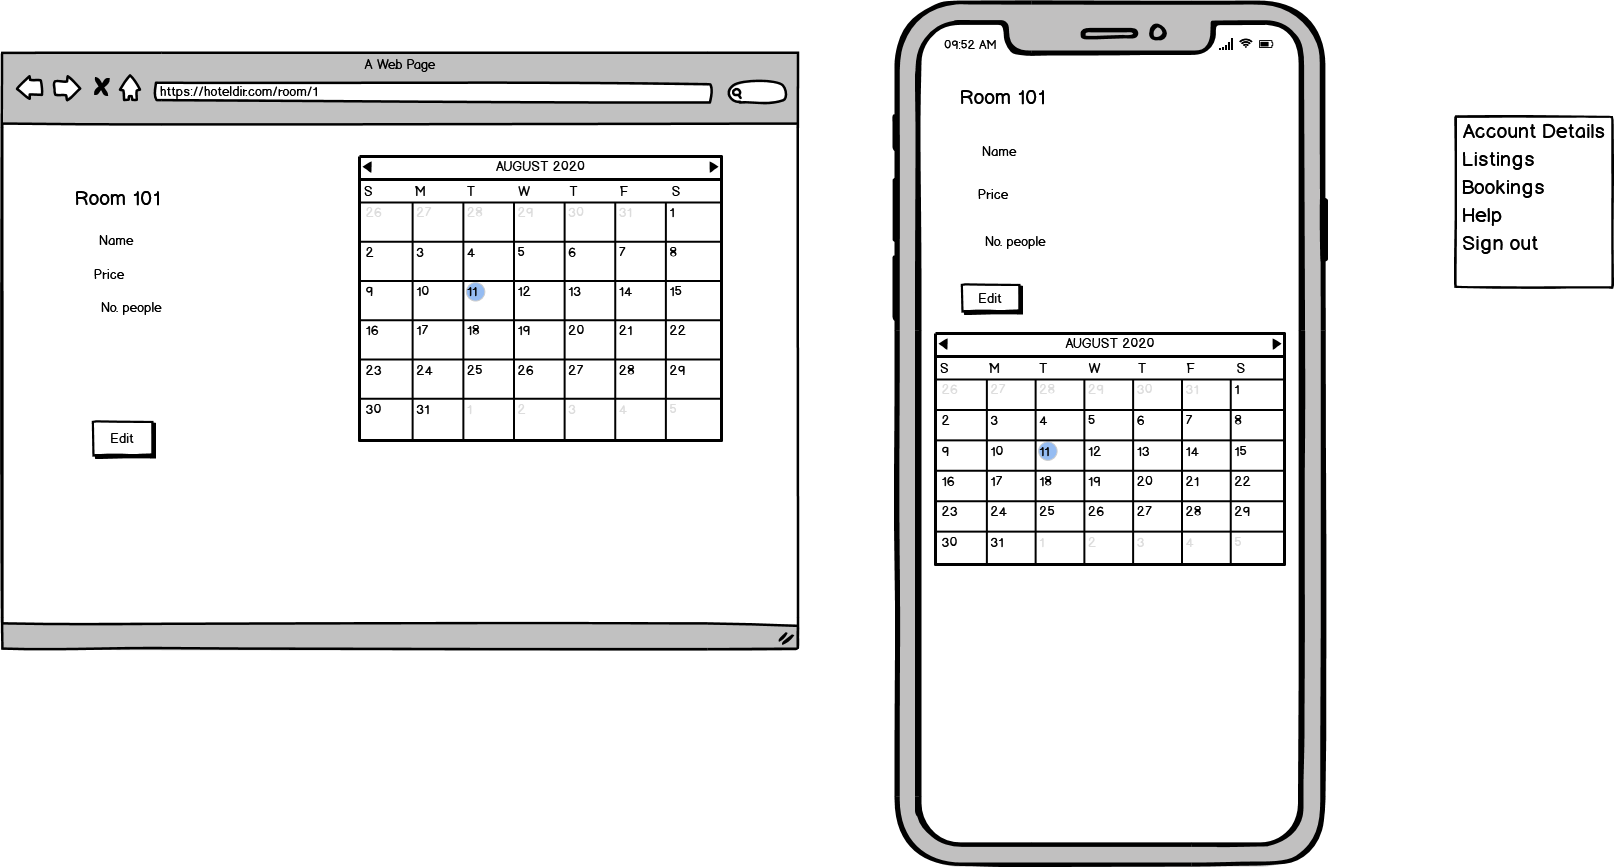 A Web Page
https://hoteldir.com/room/1
Room 101
Name
Price
No. people
Edit
AUGUST 2020
S M T W T F S
26 27 28 29 30 31 1
2 3 4 5 6 7 8
9 10 11 12 13 14 15
16 17 18 19 20 21 22
23 24 25 26 27 28 29
30 31 1 2 3 4 5
09:52 AM
Room 101
Name
Price
No. people
Edit
AUGUST 2020
S M T W T F S
26 27 28 29 30 31 1
2 3 4 5 6 7 8
9 10 11 12 13 14 15
16 17 18 19 20 21 22
23 24 25 26 27 28 29
30 31 1 2 3 4 5
Account Details
Listings
Bookings
Help
Sign out